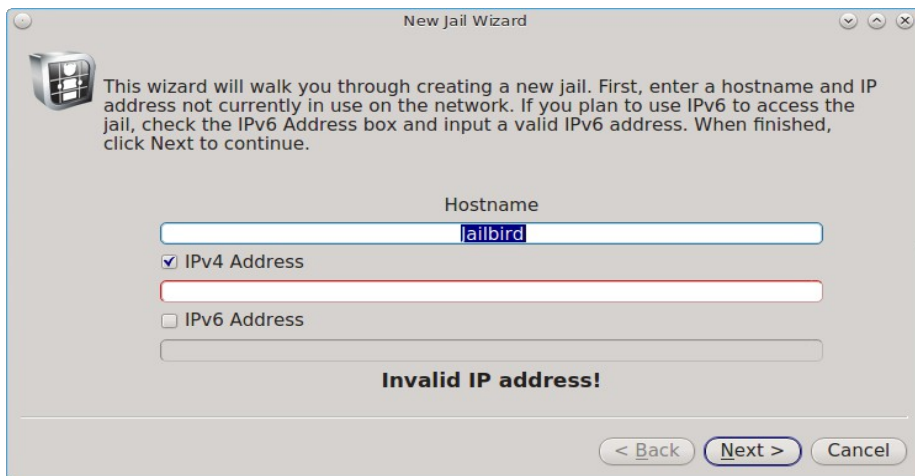 New Jail Wizard
This wizard will walk you through creating a new jail. First, enter a hostname and IP
address not currently in use on the network. If you plan to use IPv6 to access the
jail, check the IPv6 Address box and input a valid IPv6 address. When finished,
click Next to continue.
Hostname
Jailbird
IPv4 Address
IPv6 Address
Invalid IP address!
< Back
Next >
Cancel